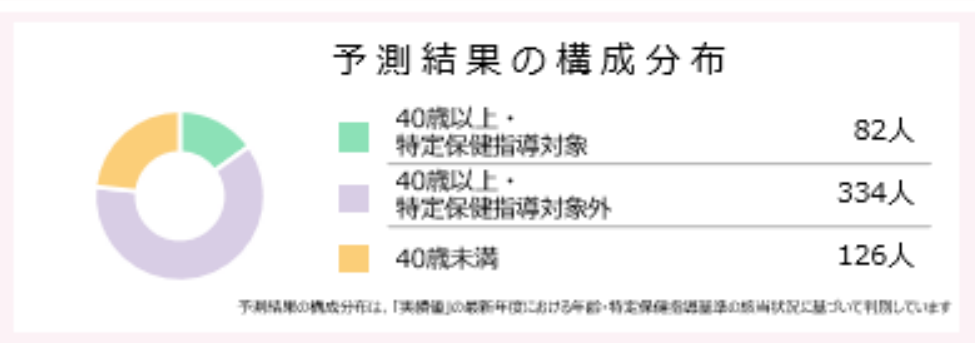 予測結果の構成分布
40歳以上・
特定保健指導対象
82人
40歳以上・
特定保健指導対象外
334人
40歳未満
126人
予測結果の構成分布は、「実績値」の最新年度における年齢・特定保健指導基準の該当状況に基づいて判別しています